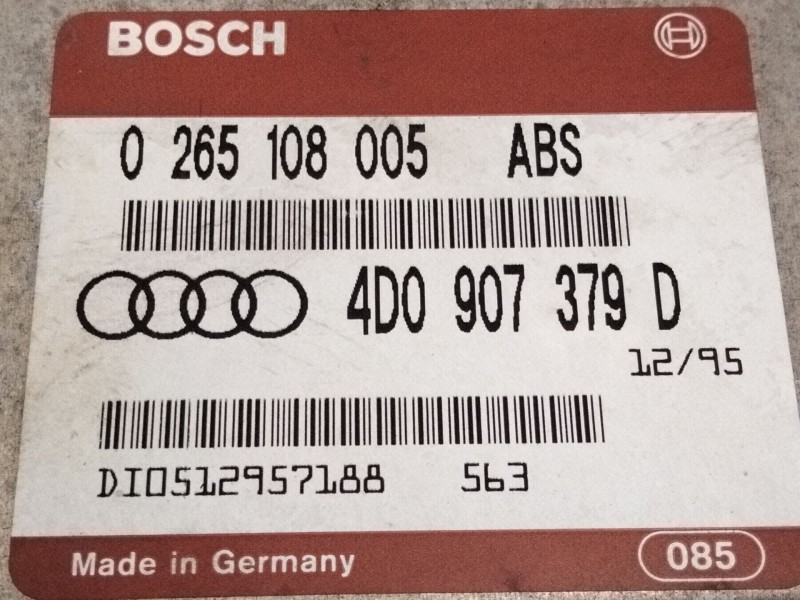 BOSCH
0 265 108 005 ABS
4D0 907 379 D
12/95
DI0512957188 563
Made in Germany 085